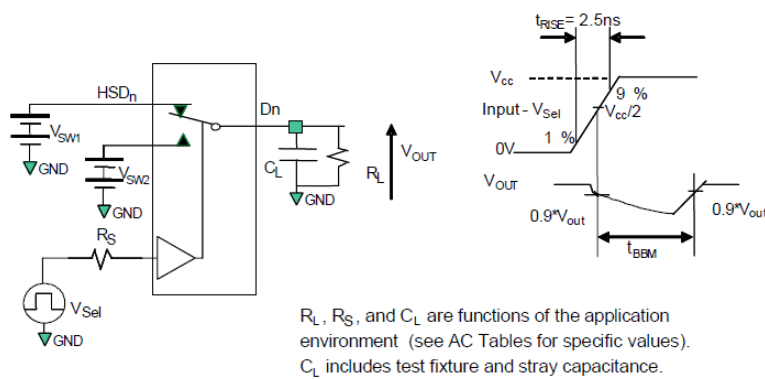 HSDn
Dn
VSW1
GND
VSW2
GND
RS
VSel
GND
CL
RL
VOUT
GND
tRISE= 2.5ns
Vcc
Input - VSel
9 %
Vcc/2
1 %
0V
VOUT
0.9*Vout
0.9*Vout
tBBM
RL, RS, and CL are functions of the application
environment (see AC Tables for specific values).
CL includes test fixture and stray capacitance.